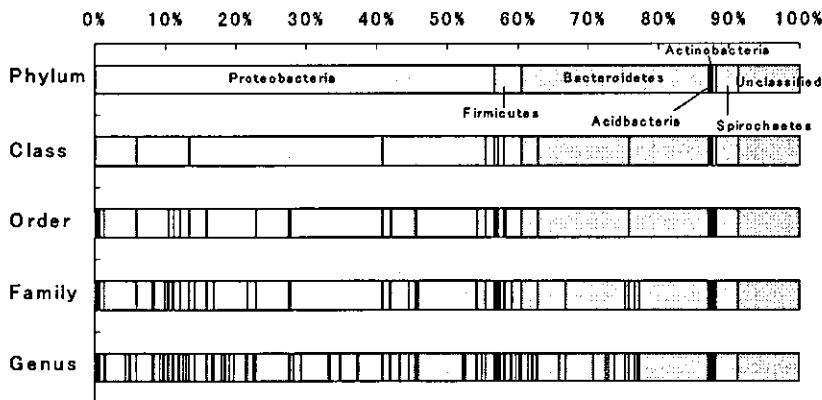 0% 10% 20% 30% 40% 50% 60% 70% 80% 90% 100%
Actinobacteria
Phylum Proteobacteria Bacteroidetes Unclassified
Firmicutes Acidbacteria Spirochaetes
Class
Order
Family
Genus